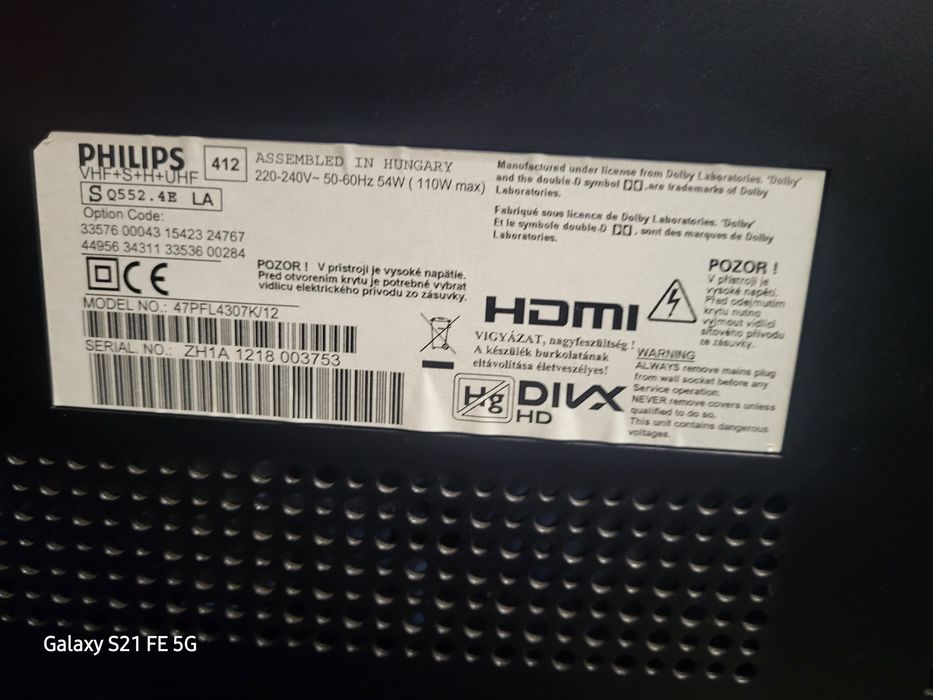 PHILIPS
VHF+S+H+UHF
412
ASSEMBLED IN HUNGARY
220-240V~ 50-60Hz 54W ( 110W max)
S Q552.4E LA
Option Code:
33576 00043 15423 24767
44956 34311 33536 00284
CE
POZOR ! V prístroji je vysoké napätie.
Pred otvorením krytu je potrebné vybrat
vidlicu elektrického prívodu zo zásuvky.
MODEL NO.: 47PFL4307K/12
SERIAL. NO.: ZH1A 1218 003753
Manufactured under license from Dolby Laboratories. 'Dolby'
and the double-D symbol ,are trademarks of Dolby
Laboratories.
Fabriqué sous licence de Dolby Laboratories. 'Dolby'
Et le symbole double-D , sont des marques de Dolby
Laboratories.
HDMI
POZOR !
V přístroji je
vysoké napětí.
Před odejmutím
krytu nutno
vyjmout vidlici
síťového přívodu
ze zásuvky.
VIGYÁZAT, nagyfeszültség !
A készülék burkolatának
eltávolítása életveszélyes!
Hg
DIVX
HD
WARNING
ALWAYS remove mains plug
from wall socket before any
Service operation.
NEVER remove covers unless
qualified to do so.
This unit contains dangerous
voltages.
Galaxy S21 FE 5G